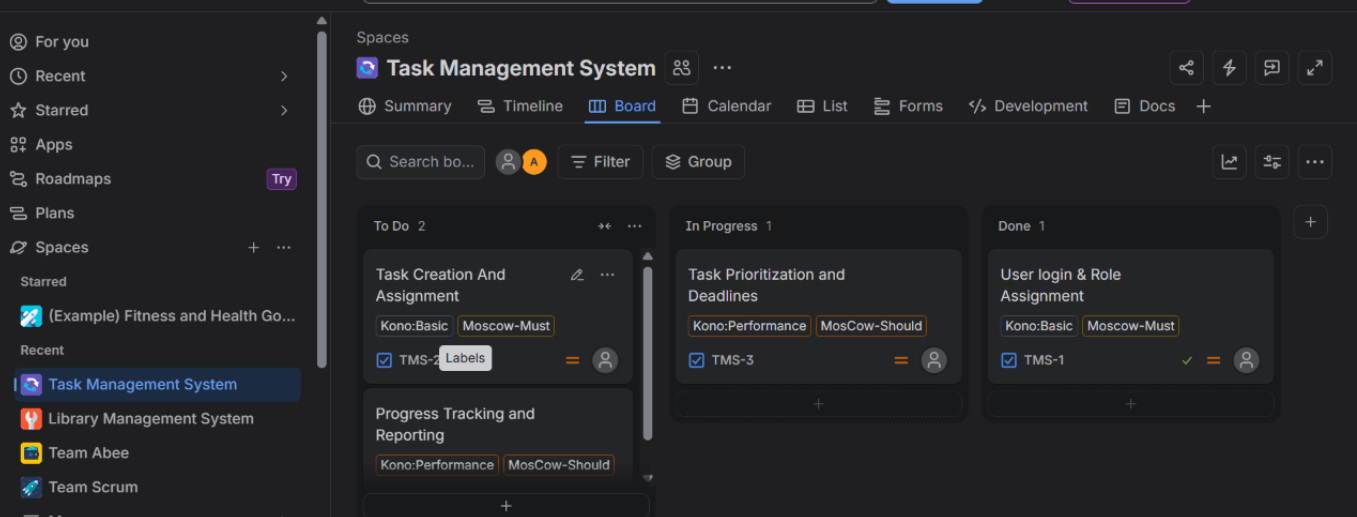 For you
Recent
Starred
Apps
Roadmaps Try
Plans
Spaces
Starred
(Example) Fitness and Health Go...
Recent
Task Management System
Library Management System
Team Abee
Team Scrum
Spaces
Task Management System
Summary Timeline Board Calendar List Forms Development Docs
Search bo... A Filter Group
To Do 2
Task Creation And
Assignment
Kono:Basic Moscow-Must
TMS-2 Labels
Progress Tracking and
Reporting
Kono:Performance MosCow-Should
In Progress 1
Task Prioritization and
Deadlines
Kono:Performance MosCow-Should
TMS-3
Done 1
User login & Role
Assignment
Kono:Basic Moscow-Must
TMS-1